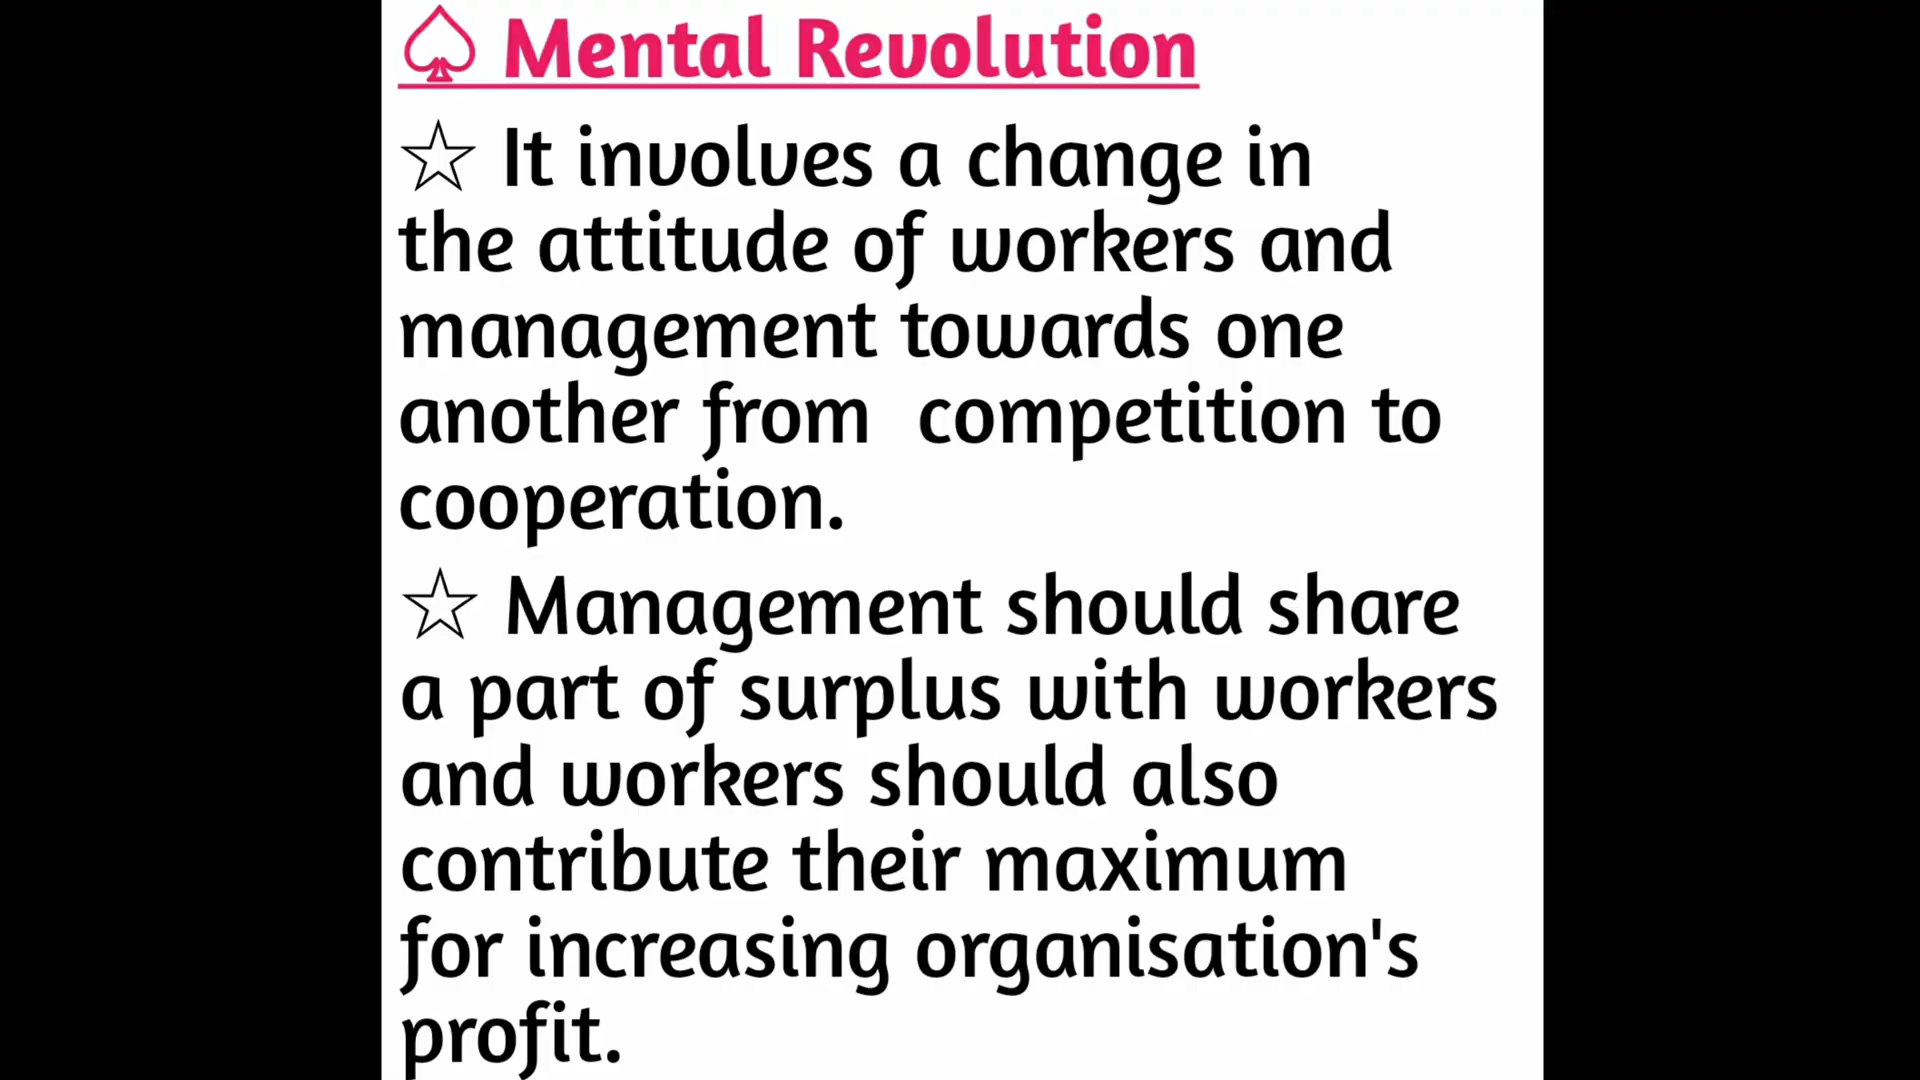 ♤ Mental Revolution
☆ It involves a change in
the attitude of workers and
management towards one
another from  competition to
cooperation.
☆ Management should share
a part of surplus with workers
and workers should also
contribute their maximum
for increasing organisation's
profit.